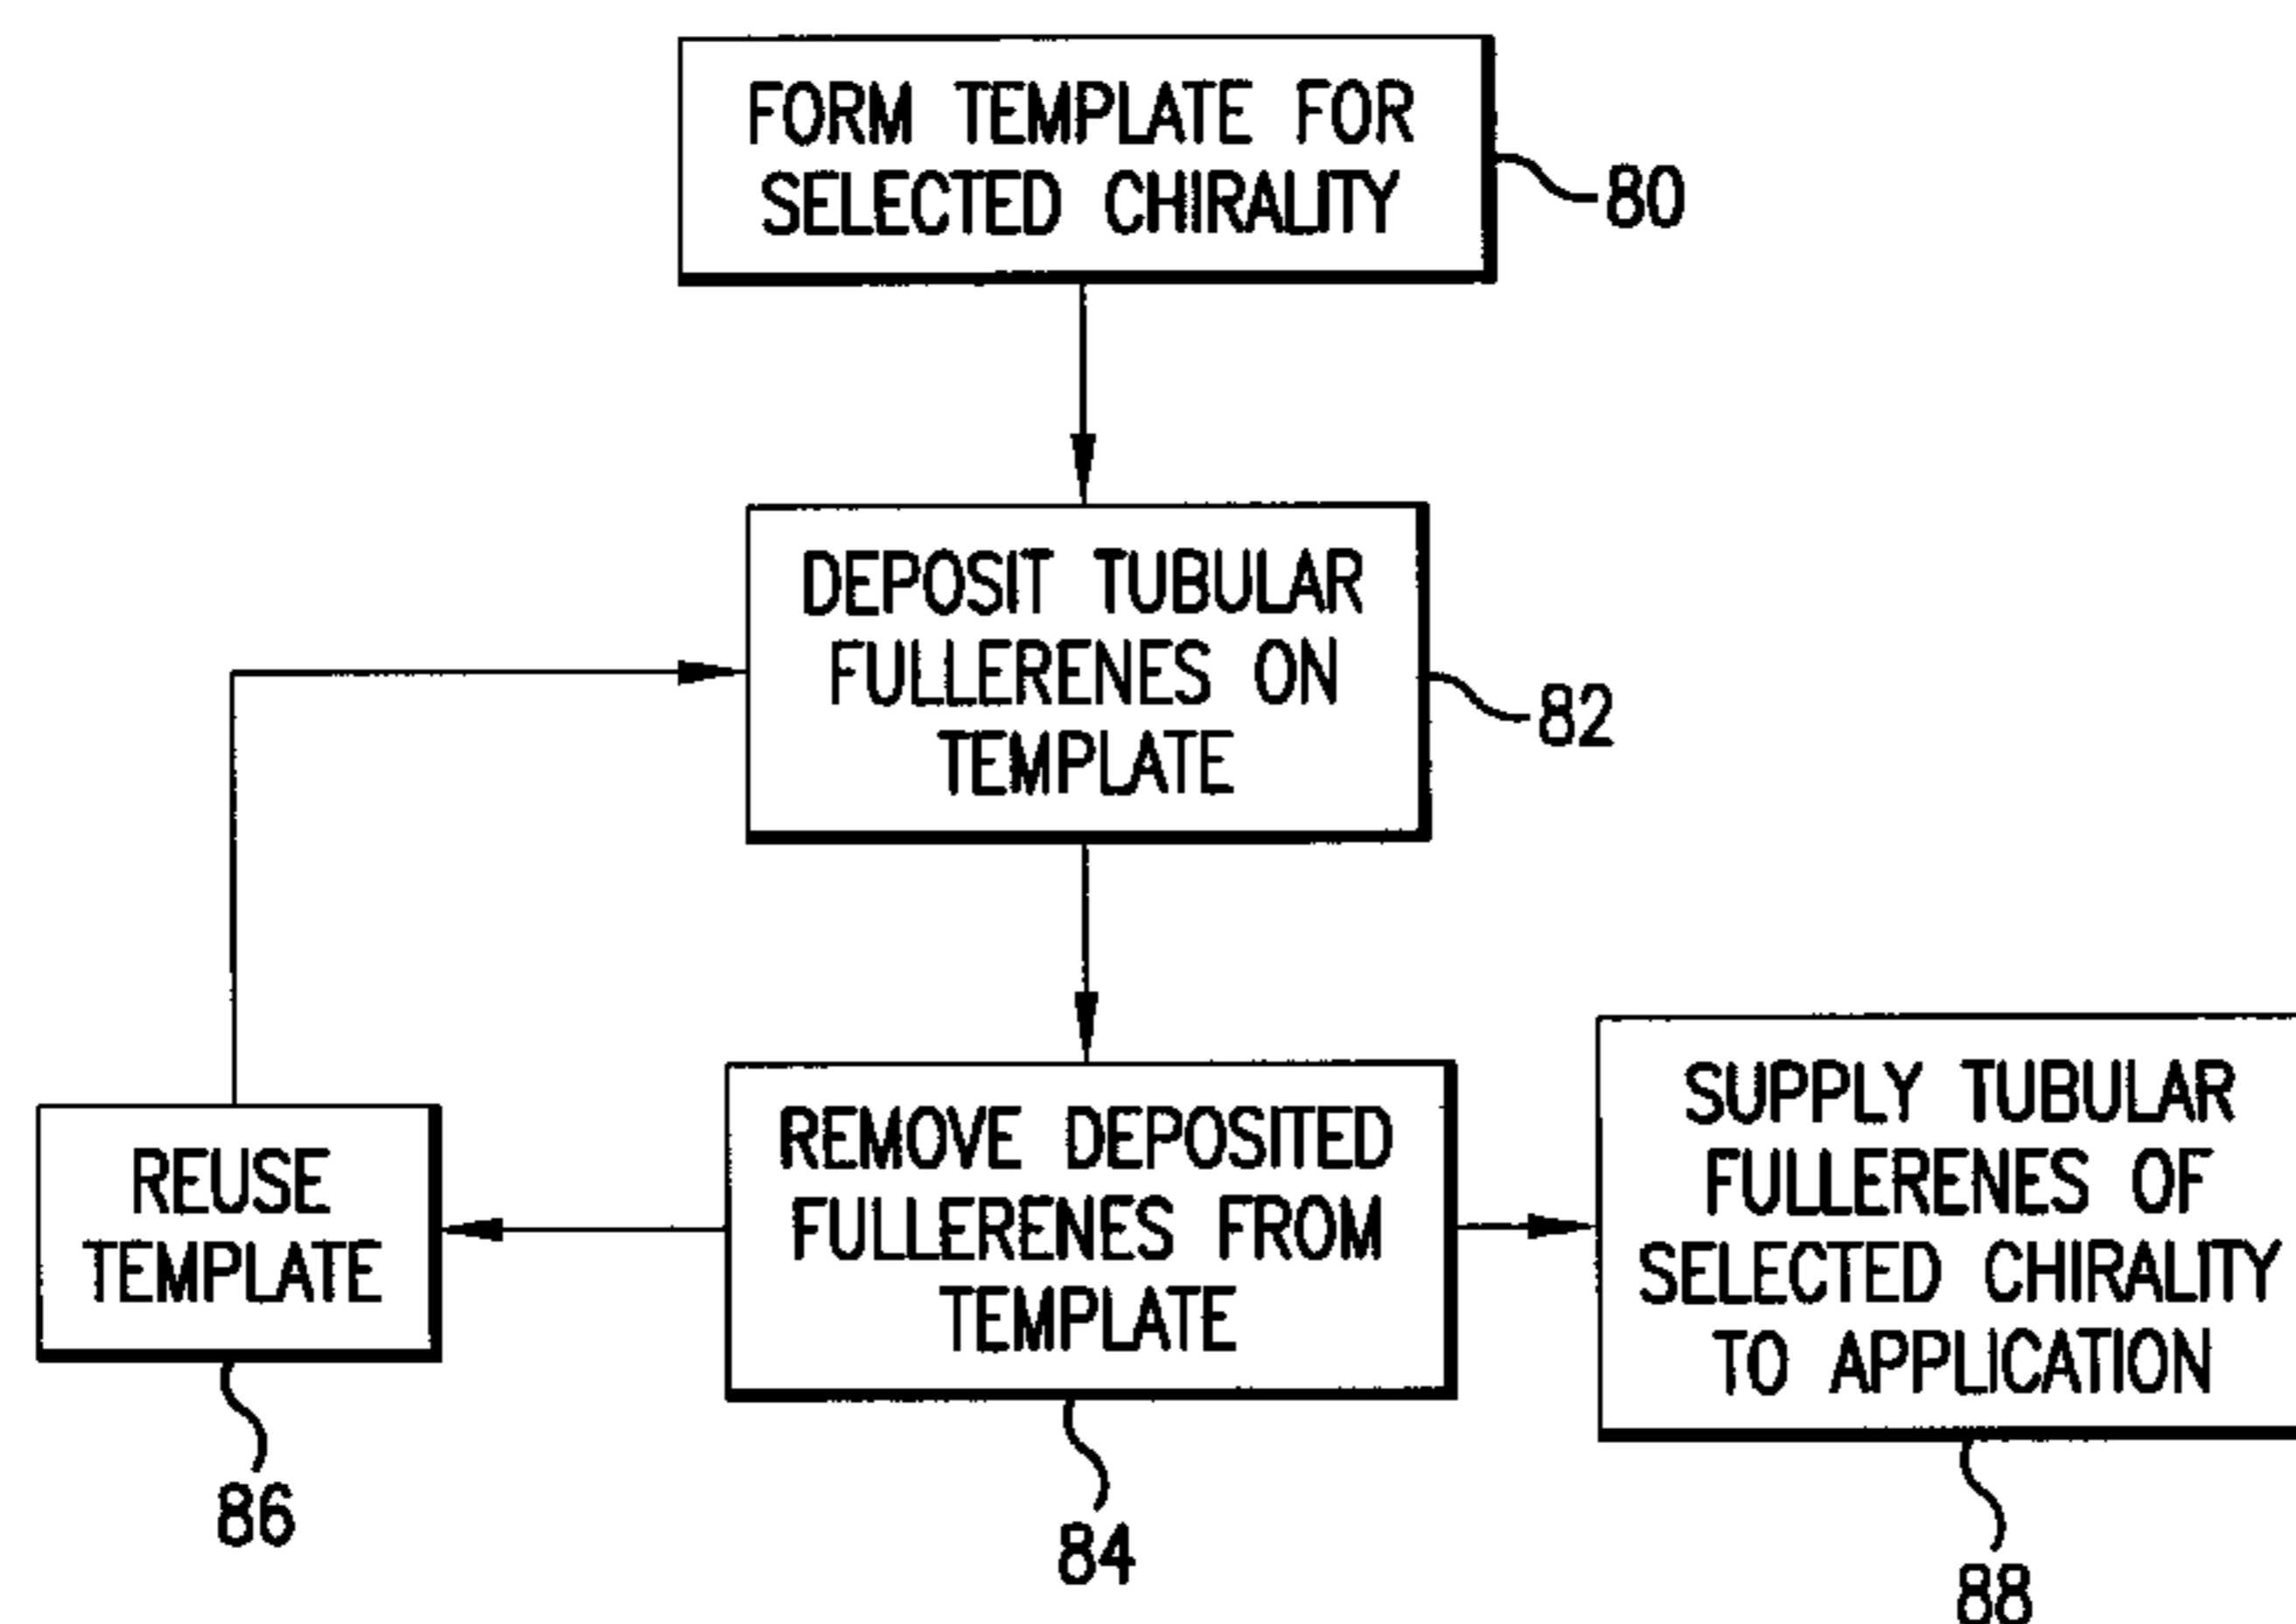 FORM TEMPLATE FOR
SELECTED CHIRALITY
80
DEPOSIT TUBULAR
FULLERENES ON
TEMPLATE
82
REUSE
TEMPLATE
86
REMOVE DEPOSITED
FULLERENES FROM
TEMPLATE
84
SUPPLY TUBULAR
FULLERENES OF
SELECTED CHIRALITY
TO APPLICATION
88